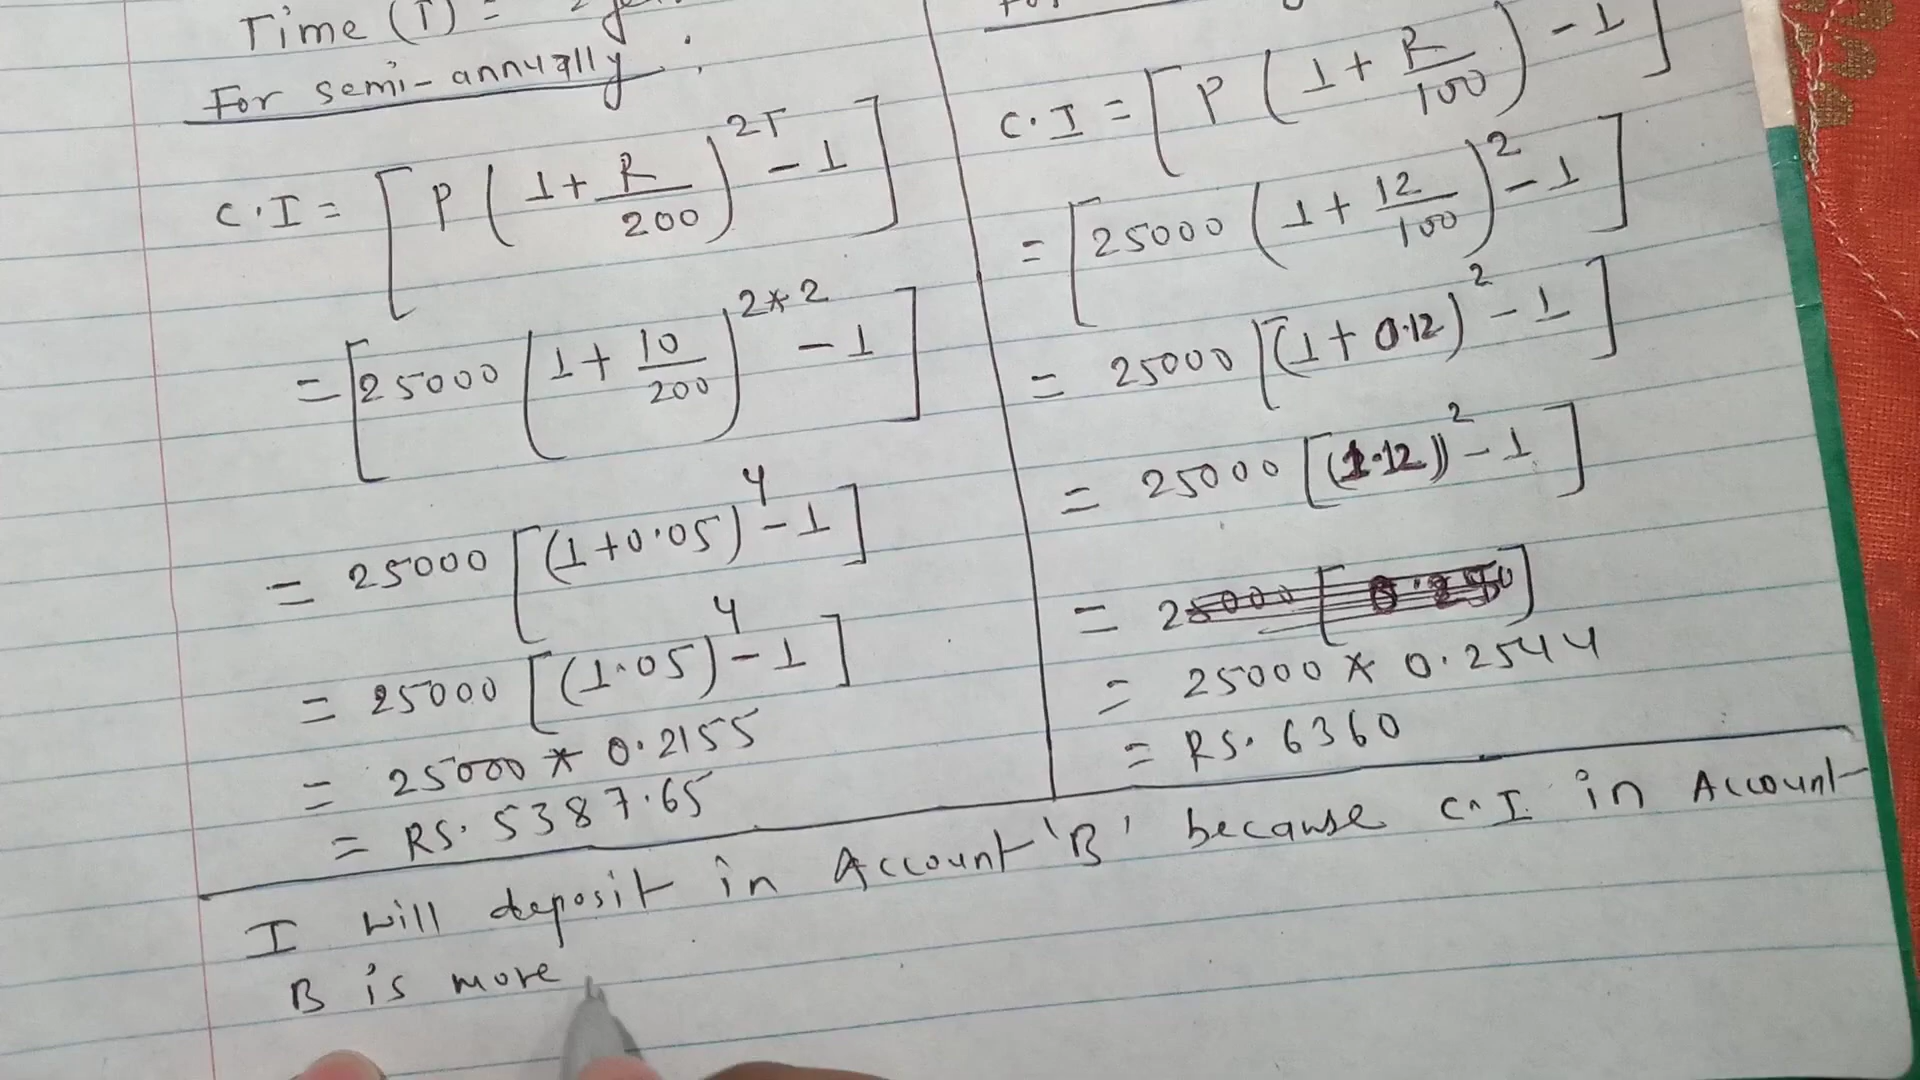 Time (T) = 2
For semi-annually :
C.I = [P(1+R/200)^2T - 1]
= [25000(1+10/200)^2*2 - 1]
= 25000[(1+0.05)^4 - 1]
= 25000[(1.05)^4 - 1]
= 25000 * 0.2155
= RS. 5387.65
C.I = [P(1+R/100) - 1]
= [25000(1+12/100)^2 - 1]
= 25000[(1+0.12)^2 - 1]
= 25000[(1.12))^2 - 1]
=
= 25000 * 0.2544
= RS. 6360
I will deposit in Account 'B' because C.I in Account
B is more